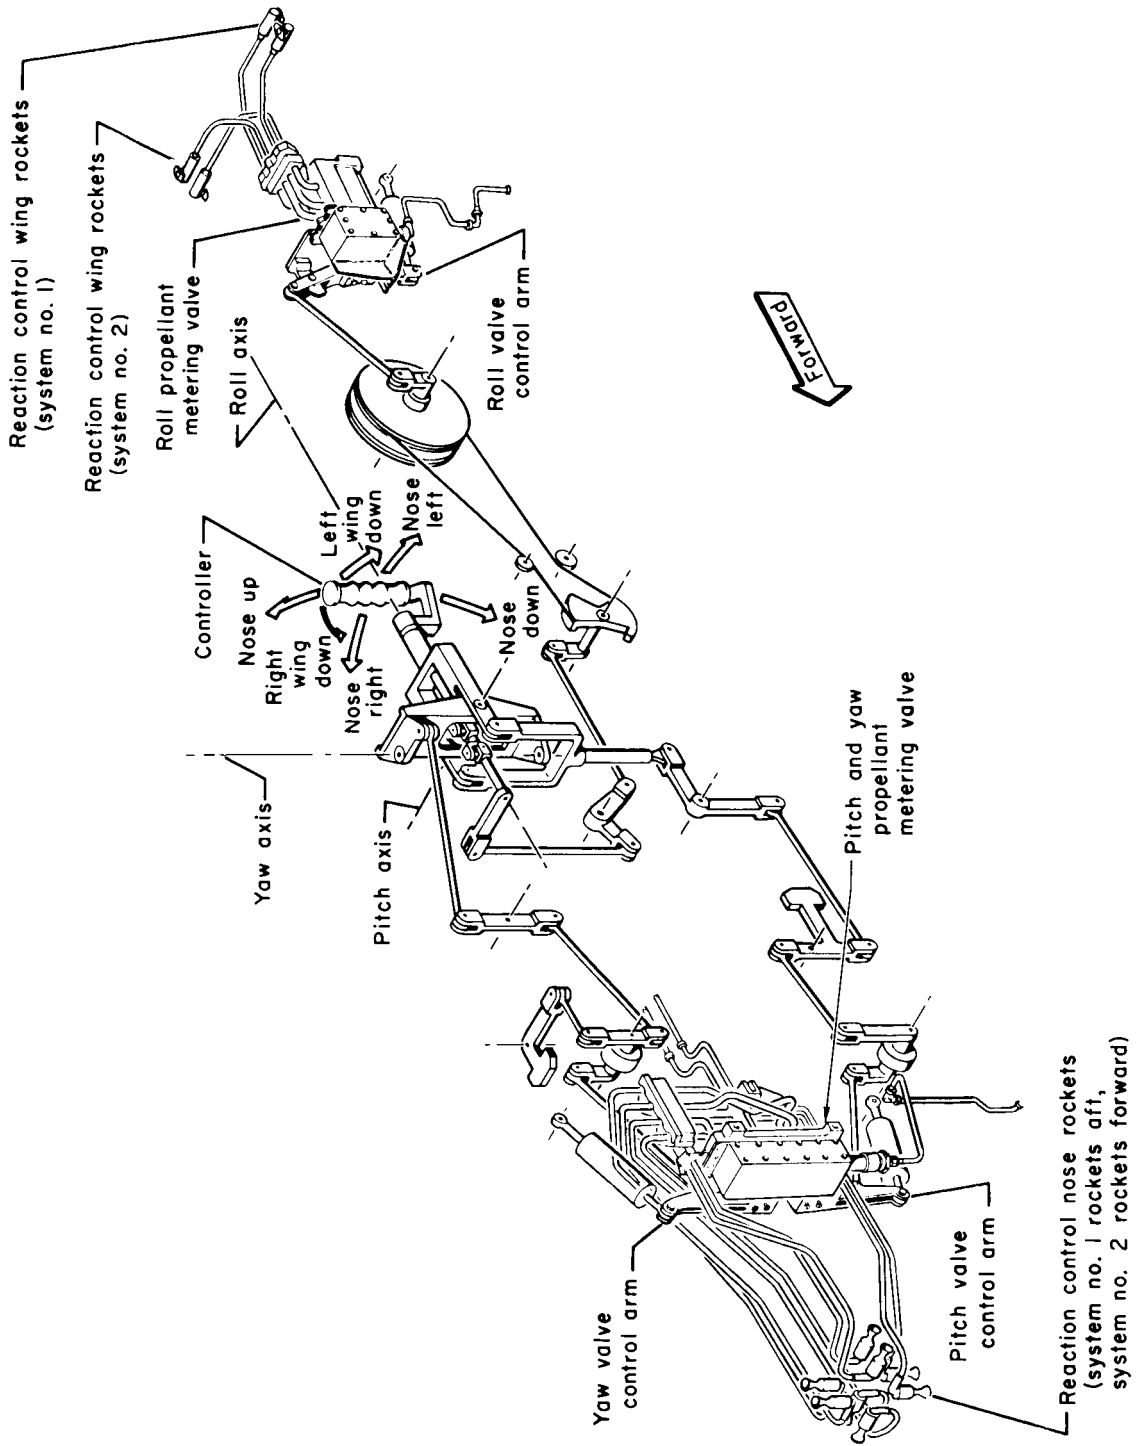 Reaction control wing rockets
(system no. 1)
Reaction control wing rockets
(system no. 2)
Roll propellant
metering valve
Roll axis
Roll valve
control arm
Controller
Left
wing
down
Nose
left
Nose up
Right
wing
down
Nose
right
Nose
down
Forward
Yaw axis
Pitch axis
Pitch and yaw
propellant
metering valve
Yaw valve
control arm
Pitch valve
control arm
Reaction control nose rockets
(system no. 1 rockets aft,
system no. 2 rockets forward)